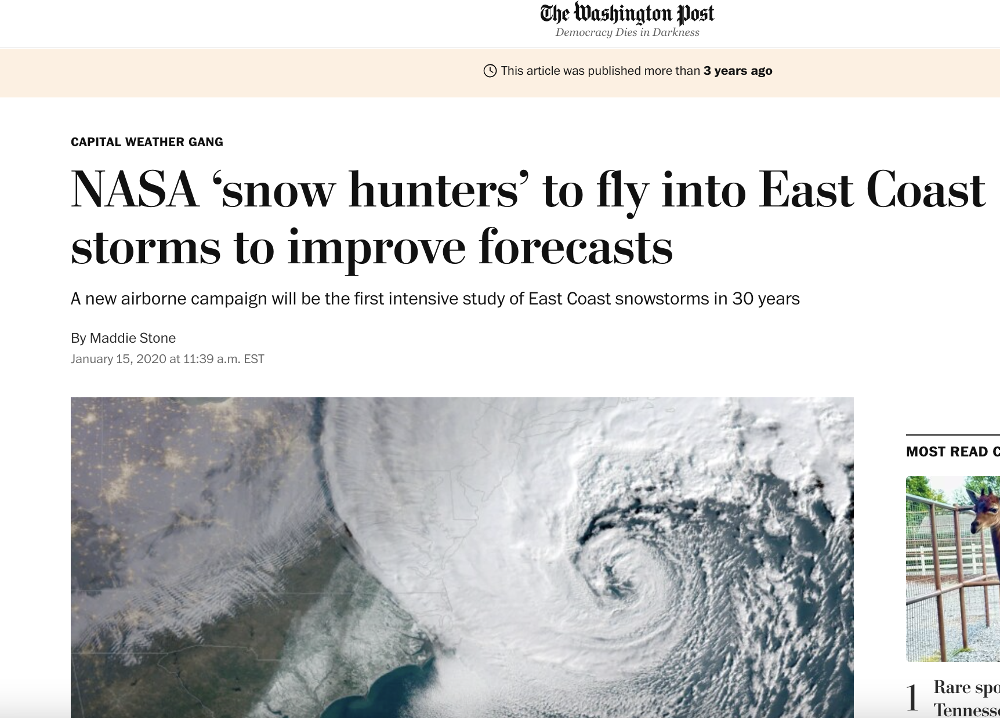 The Washington Post
Democracy Dies in Darkness
This article was published more than 3 years ago
CAPITAL WEATHER GANG
NASA ‘snow hunters’ to fly into East Coast
storms to improve forecasts
A new airborne campaign will be the first intensive study of East Coast snowstorms in 30 years
By Maddie Stone
January 15, 2020 at 11:39 a.m. EST
MOST READ
1
Rare